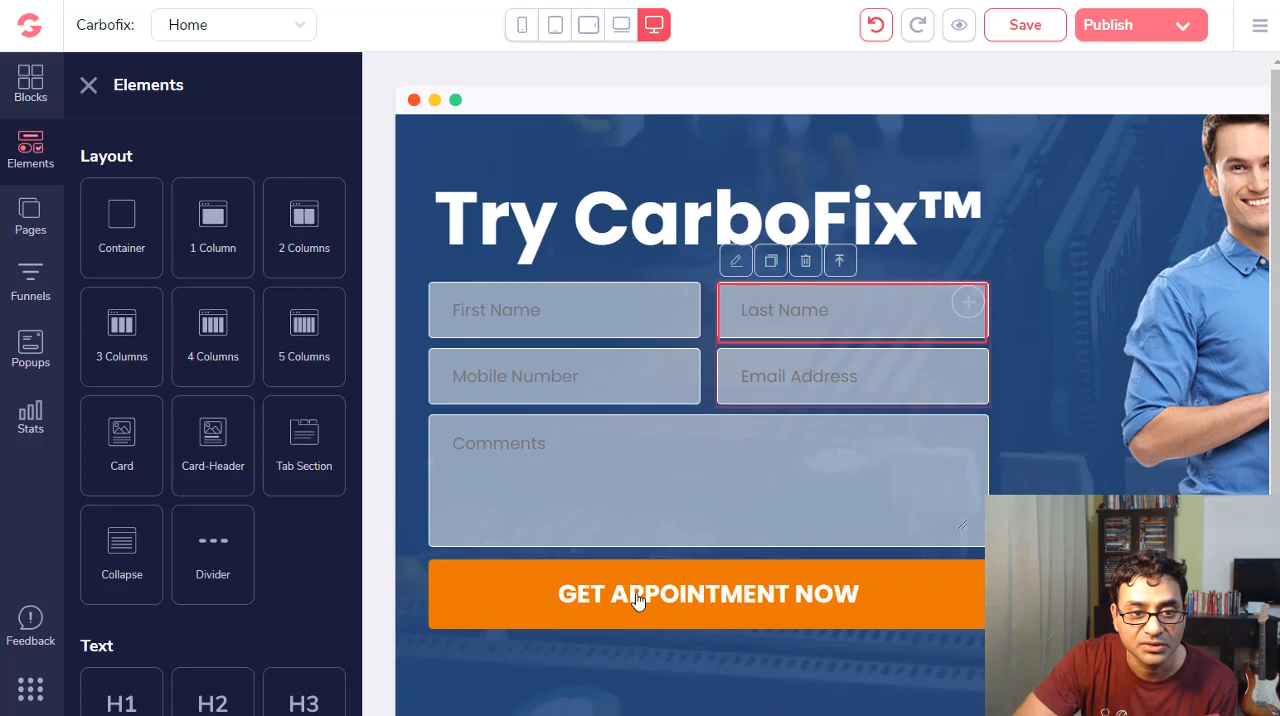 Carbofix:
Home
Save
Publish
Blocks
Elements
Pages
Funnels
Popups
Stats
Feedback
Elements
Layout
Container
1 Column
2 Columns
3 Columns
4 Columns
5 Columns
Card
Card-Header
Tab Section
Collapse
Divider
Text
H1
H2
H3
Try CarboFix™
First Name
Last Name
Mobile Number
Email Address
Comments
GET APPOINTMENT NOW